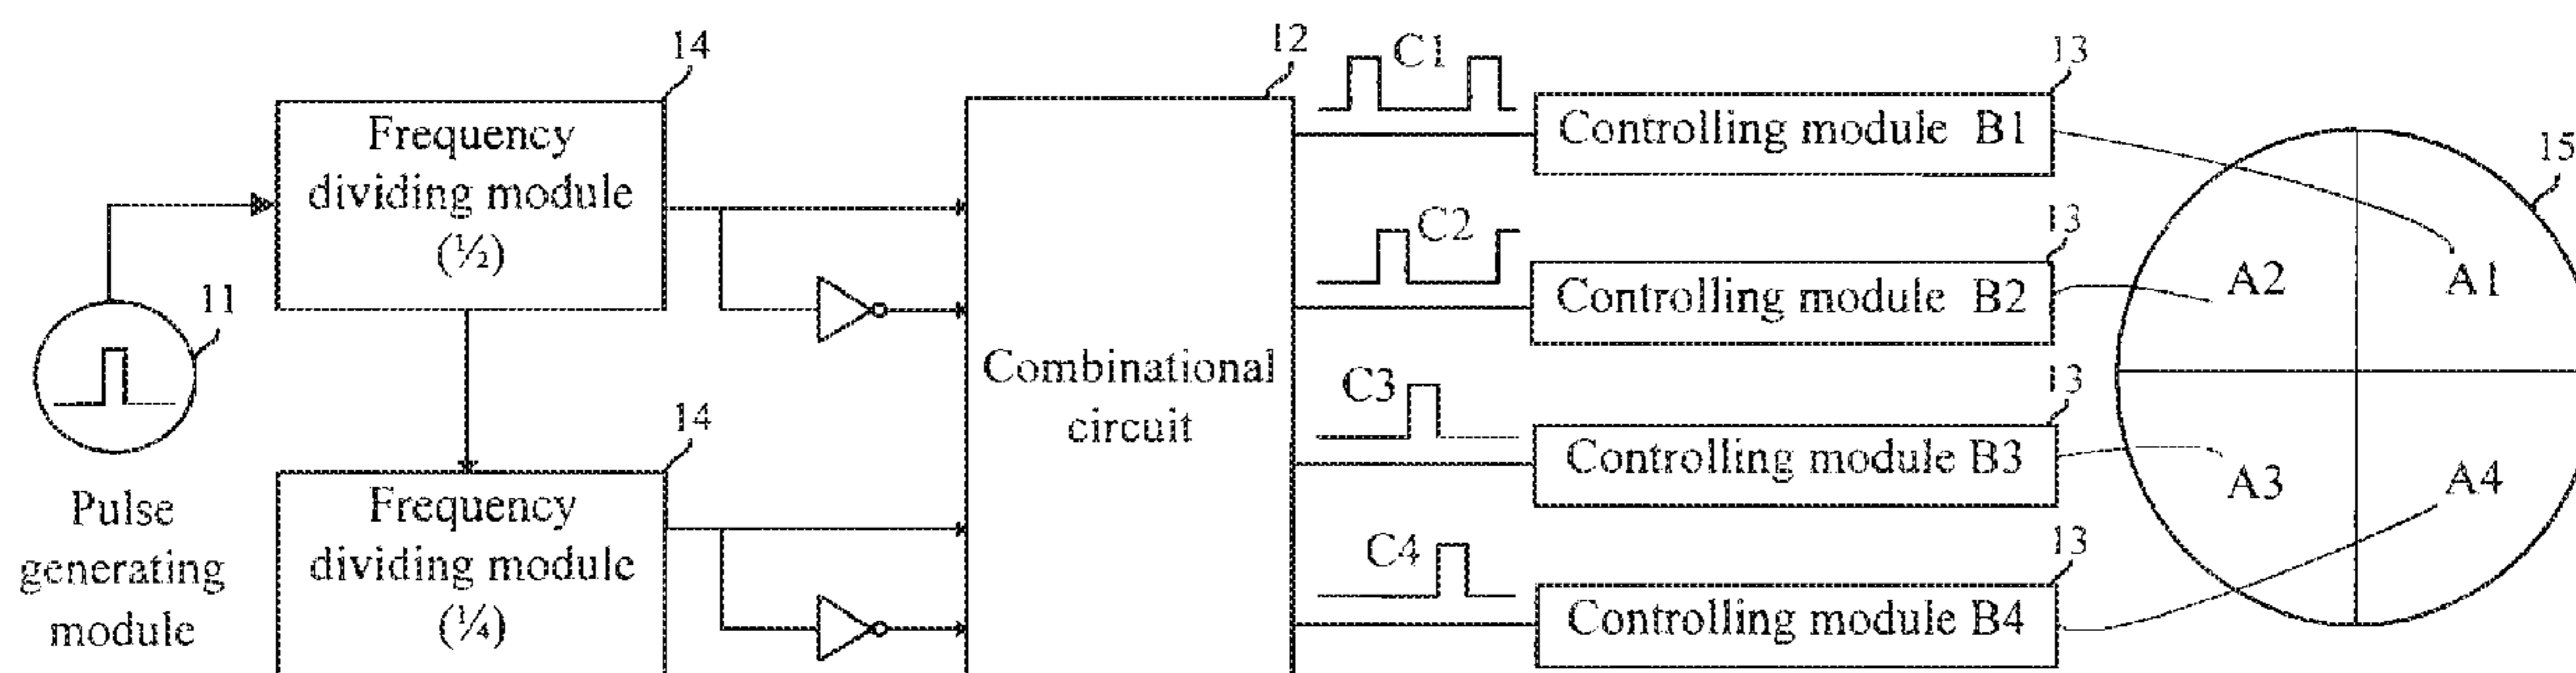 14
Frequency
dividing module
(½)
11
Pulse
generating
module
14
Frequency
dividing module
(¼)
12
Combinational
circuit
C1
13
Controlling module B1
C2
13
Controlling module B2
C3
13
Controlling module B3
C4
13
Controlling module B4
15
A2
A1
A3
A4